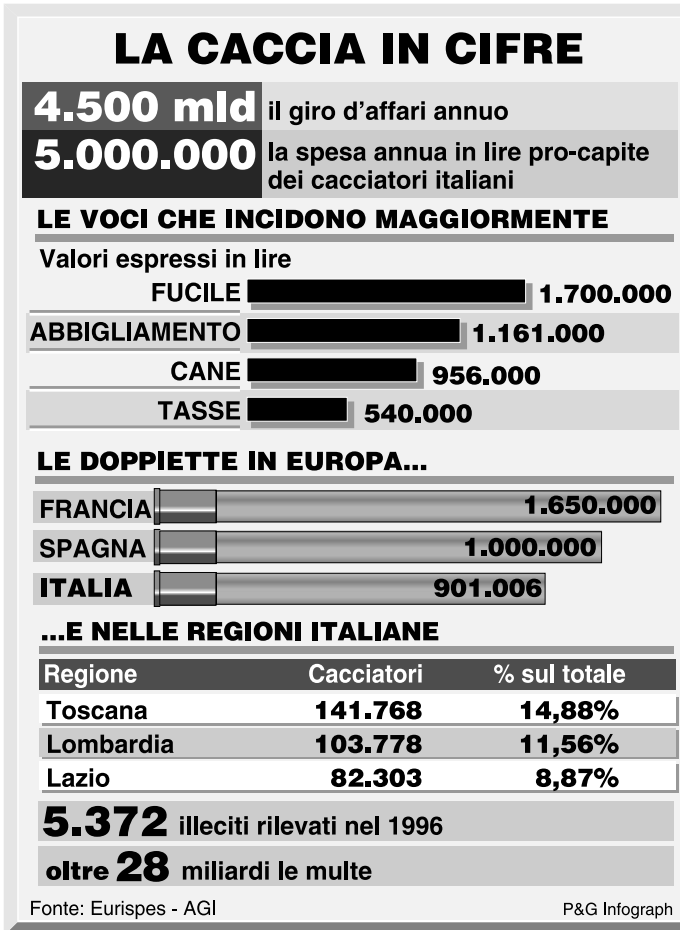 LA CACCIA IN CIFRE
4.500 mld il giro d'affari annuo
5.000.000 la spesa annua in lire pro-capite
dei cacciatori italiani
LE VOCI CHE INCIDONO MAGGIORMENTE
Valori espressi in lire
FUCILE 1.700.000
ABBIGLIAMENTO 1.161.000
CANE 956.000
TASSE 540.000
LE DOPPIETTE IN EUROPA...
FRANCIA 1.650.000
SPAGNA 1.000.000
ITALIA 901.006
...E NELLE REGIONI ITALIANE
Regione Cacciatori % sul totale
Toscana 141.768 14,88%
Lombardia 103.778 11,56%
Lazio 82.303 8,87%
5.372 illeciti rilevati nel 1996
oltre 28 miliardi le multe
Fonte: Eurispes - AGI P&G Infograph